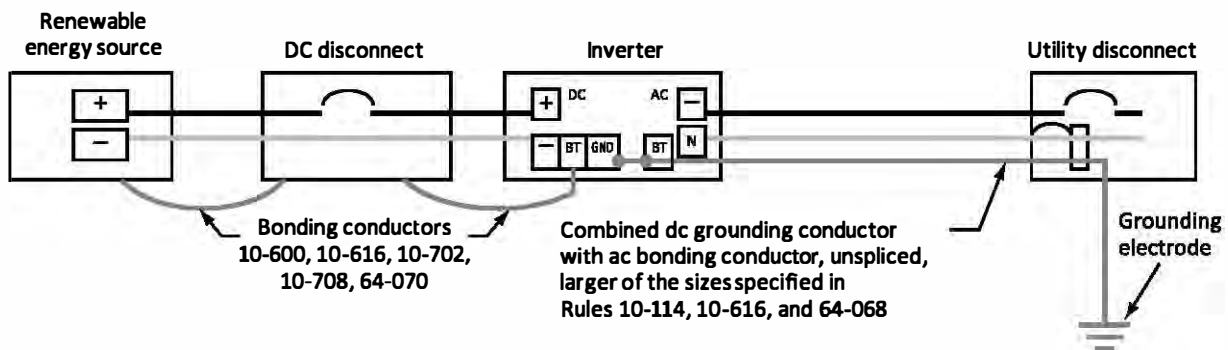 Renewable
energy source
DC disconnect
Inverter
Utility disconnect
+
−
+
DC
AC
−
−
BT
GND
BT
N
Bonding conductors
10-600, 10-616, 10-702,
10-708, 64-070
Combined dc grounding conductor
with ac bonding conductor, unspliced,
larger of the sizes specified in
Rules 10-114, 10-616, and 64-068
Grounding
electrode